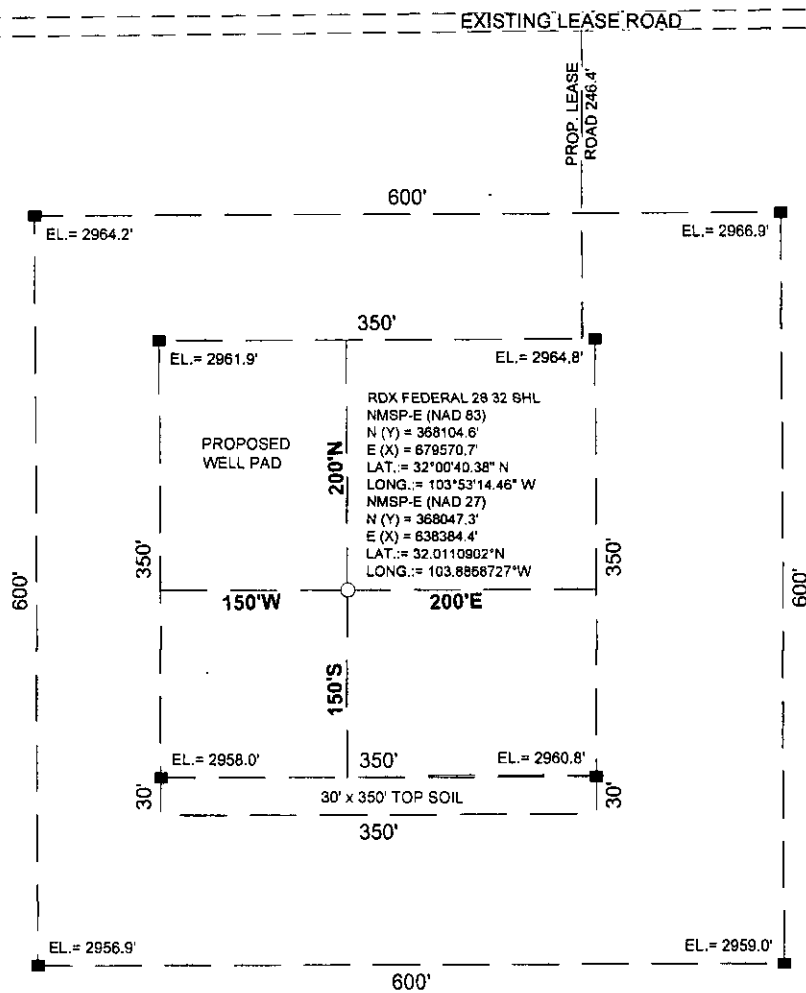 EXISTING LEASE ROAD
PROP. LEASE
ROAD 246.4'
600'
EL.= 2964.2'
EL.= 2966.9'
350'
EL.= 2961.9'
EL.= 2964.8'
RDX FEDERAL 28 32 SHL
NMSP-E (NAD 83)
N (Y) = 368104.6'
E (X) = 679570.7'
LAT.:= 32°00'40.38" N
LONG.:= 103°53'14.46" W
NMSP-E (NAD 27)
N (Y) = 368047.3'
E (X) = 638384.4'
LAT.:= 32.0110902°N
LONG.:= 103.8868727°W
PROPOSED
WELL PAD
200'N
350'
350'
600'
600'
150'W
200'E
150'S
EL.= 2958.0'
350'
EL.= 2960.8'
30'
30' x 350' TOP SOIL
30'
350'
EL.= 2956.9'
EL.= 2959.0'
600'